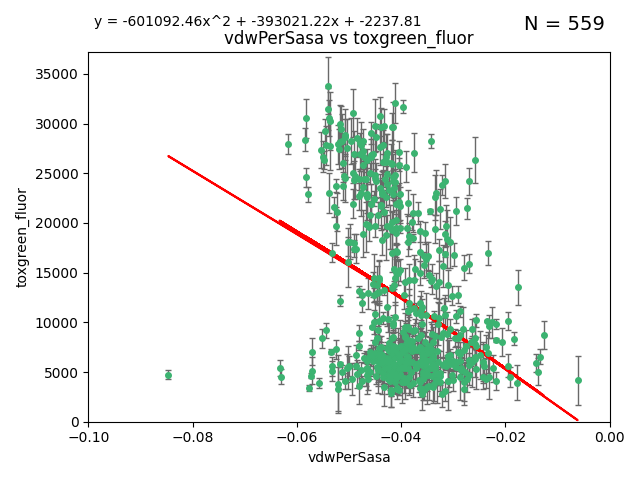 y = -601092.46x^2 + -393021.22x + -2237.81
N = 559
vdwPerSasa vs toxgreen_fluor
toxgreen_fluor
35000
30000
25000
20000
15000
10000
5000
0
−0.10 −0.08 −0.06 −0.04 −0.02 0.00
vdwPerSasa